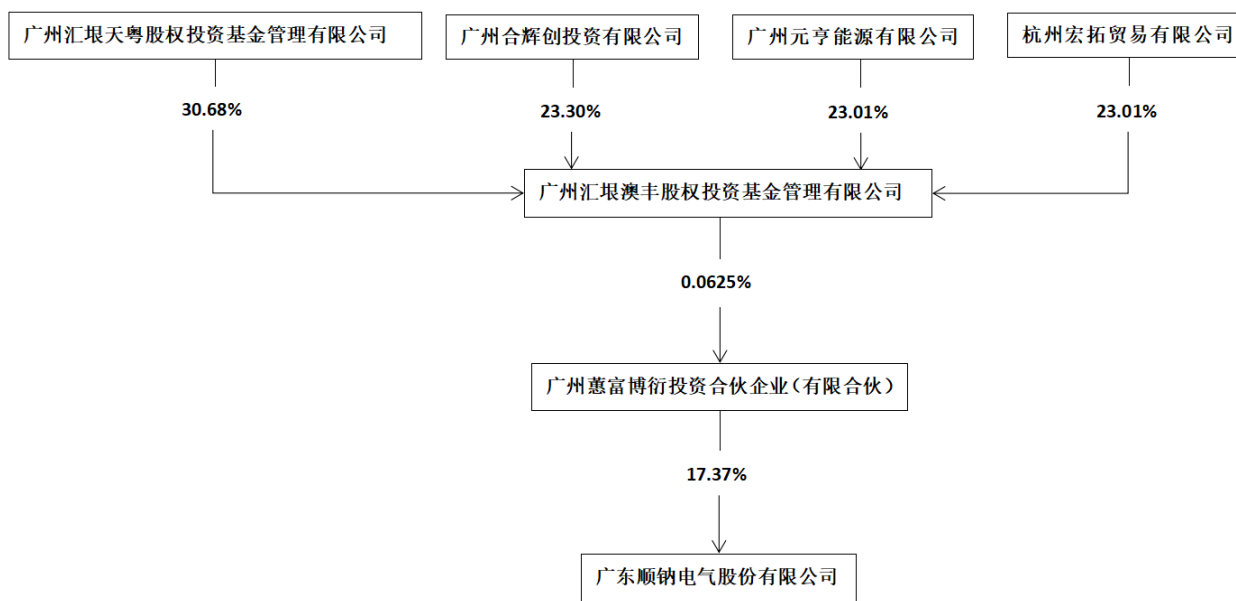 广州汇垠天粤股权投资基金管理有限公司
广州合辉创投资有限公司
广州元亨能源有限公司
杭州宏拓贸易有限公司
30.68%
23.30%
23.01%
23.01%
广州汇垠澳丰股权投资基金管理有限公司
0.0625%
广州蕙富博衍投资合伙企业（有限合伙）
17.37%
广东顺钠电气股份有限公司